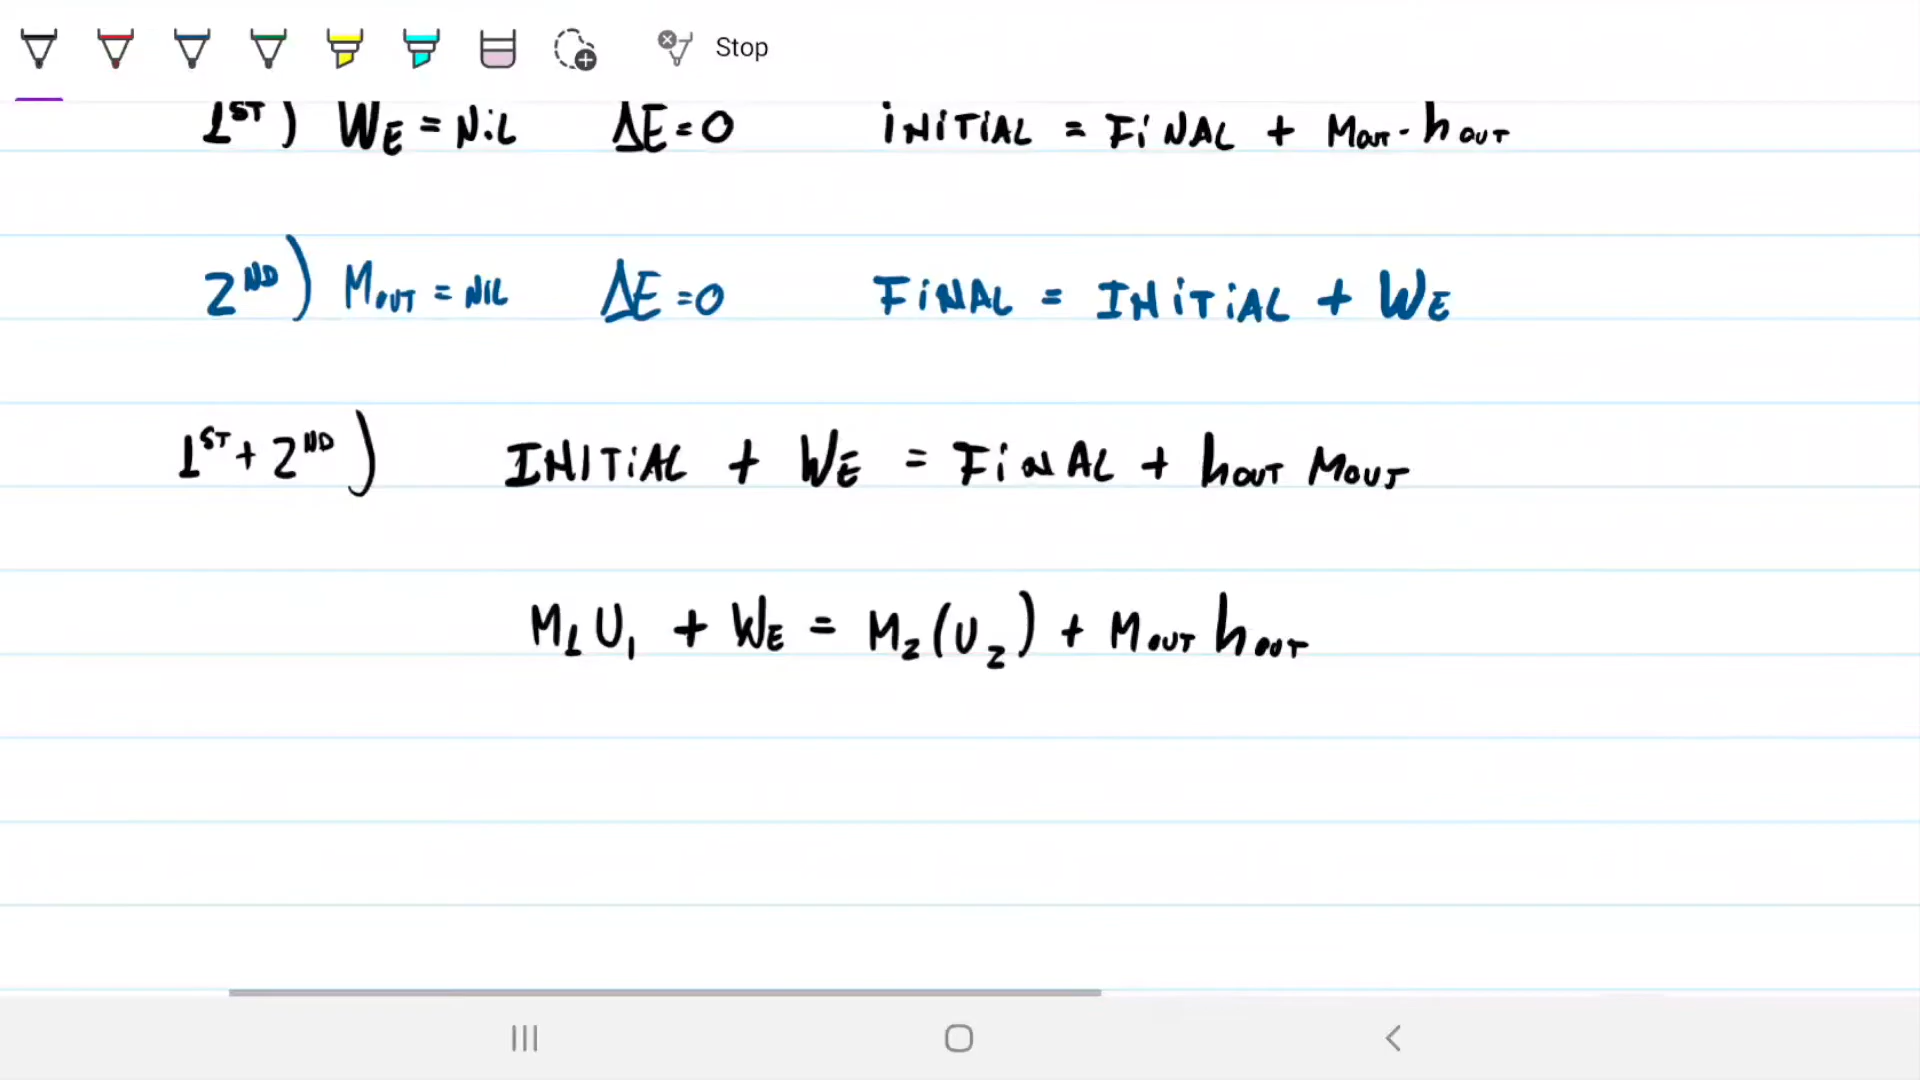 Stop
1ST) WE = NiL ΔE=0 iNiTiAL = FiNAL + Mout · hout
2ND) MOUT = NIL ΔE=0 FiNAL = INiTiAL + WE
1ST + 2ND) INITiAL + WE = FiNAL + hOUT MOUT
M1U1 + WE = M2(U2) + MOUT hOUT